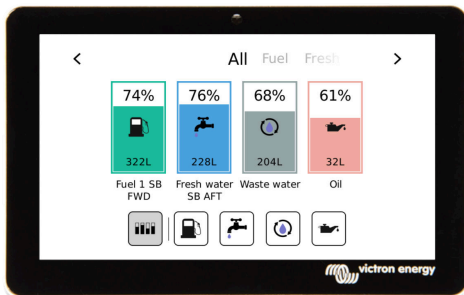 All Fuel Fresh
74% 76% 68% 61%
322L 228L 204L 32L
Fuel 1 SB Fresh water Waste water Oil
FWD SB AFT
victron energy